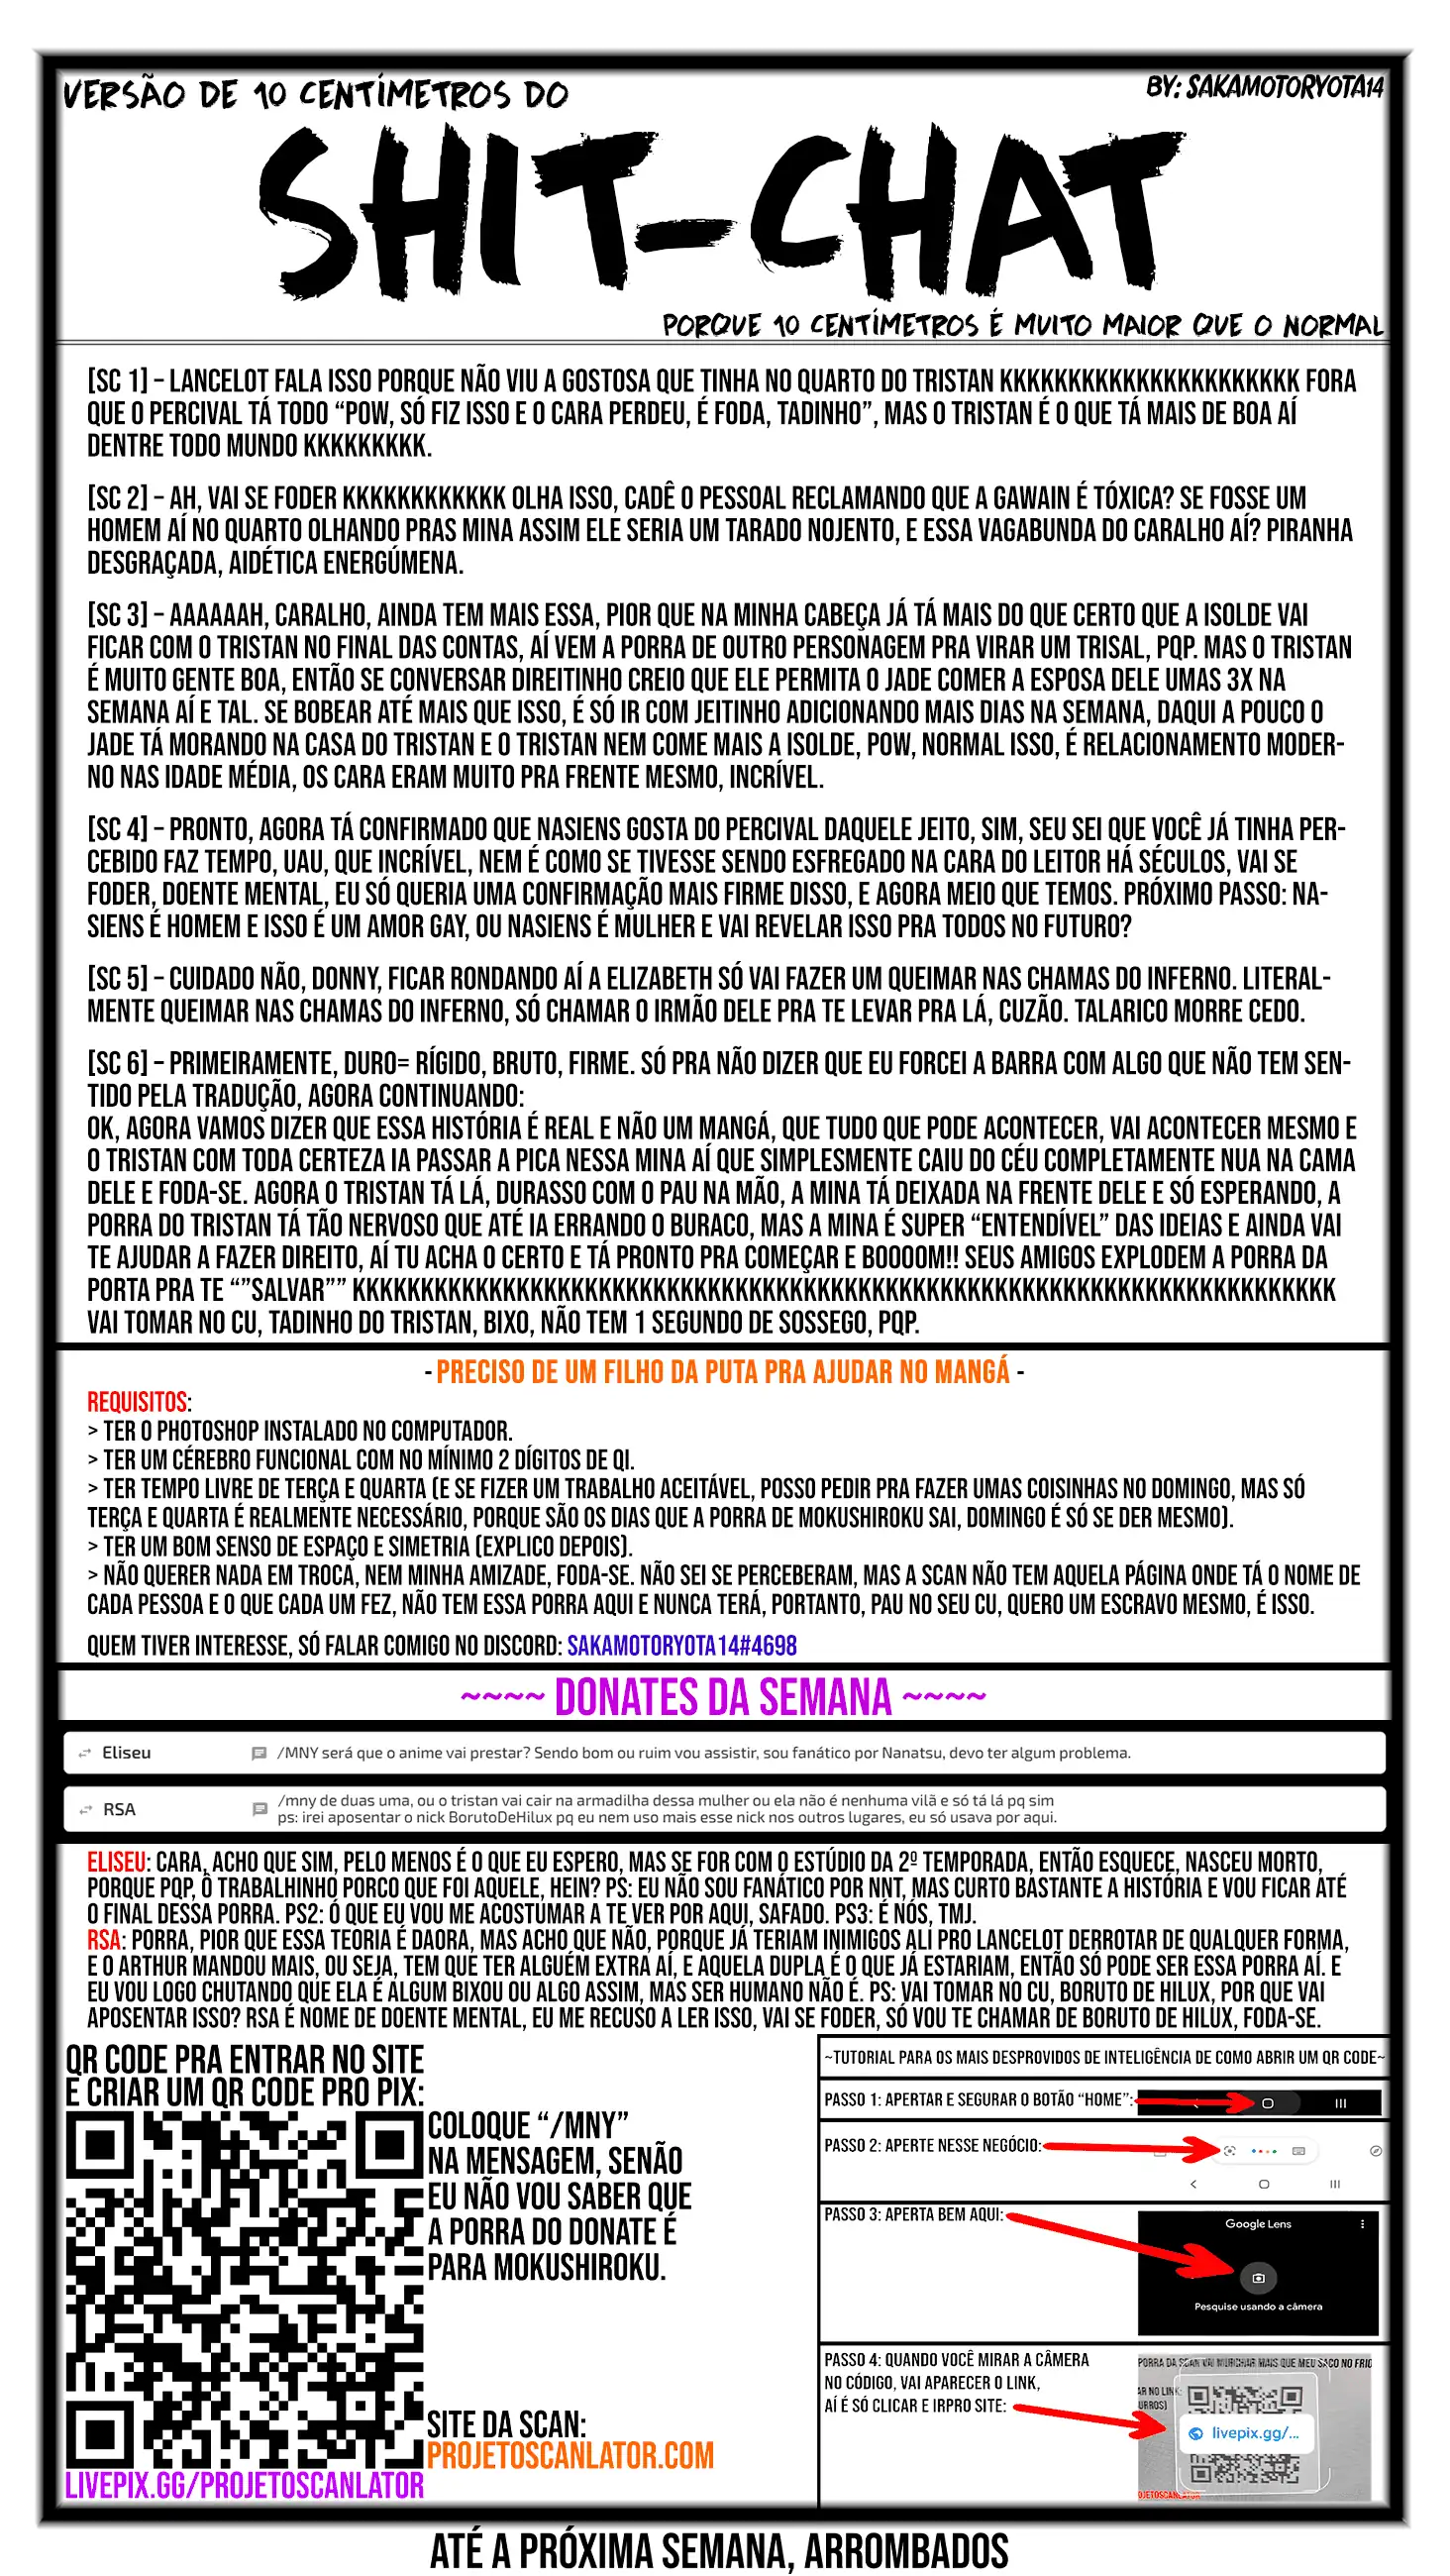 VERSÃO DE 10 CENTÍMETROS DO
BY: SAKAMOTORYOTA14
SHIT-CHAT
PORQUE 10 CENTÍMETROS É MUITO MAIOR QUE O NORMAL
[SC 1] – LANCELOT FALA ISSO PORQUE NÃO VIU A GOSTOSA QUE TINHA NO QUARTO DO TRISTAN KKKKKKKKKKKKKKKKKKKKKK FORA
QUE O PERCIVAL TÁ TODO “POW, SÓ FIZ ISSO E O CARA PERDEU, É FODA, TADINHO”, MAS O TRISTAN É O QUE TÁ MAIS DE BOA AÍ
DENTRE TODO MUNDO KKKKKKKKK.
[SC 2] – AH, VAI SE FODER KKKKKKKKKKKK OLHA ISSO, CADÊ O PESSOAL RECLAMANDO QUE A GAWAIN É TÓXICA? SE FOSSE UM
HOMEM AÍ NO QUARTO OLHANDO PRAS MINA ASSIM ELE SERIA UM TARADO NOJENTO, E ESSA VAGABUNDA DO CARALHO AÍ? PIRANHA
DESGRAÇADA, AIDÉTICA ENERGÚMENA.
[SC 3] – AAAAAAH, CARALHO, AINDA TEM MAIS ESSA, PIOR QUE NA MINHA CABEÇA JÁ TÁ MAIS DO QUE CERTO QUE A ISOLDE VAI
FICAR COM O TRISTAN NO FINAL DAS CONTAS, AÍ VEM A PORRA DE OUTRO PERSONAGEM PRA VIRAR UM TRISAL, PQP. MAS O TRISTAN
É MUITO GENTE BOA, ENTÃO SE CONVERSAR DIREITINHO CREIO QUE ELE PERMITA O JADE COMER A ESPOSA DELE UMAS 3X NA
SEMANA AÍ E TAL. SE BOBEAR ATÉ MAIS QUE ISSO, É SÓ IR COM JEITINHO ADICIONANDO MAIS DIAS NA SEMANA, DAQUI A POUCO O
JADE TÁ MORANDO NA CASA DO TRISTAN E O TRISTAN NEM COME MAIS A ISOLDE, POW, NORMAL ISSO, É RELACIONAMENTO MODER-
NO NAS IDADE MÉDIA, OS CARA ERAM MUITO PRA FRENTE MESMO, INCRÍVEL.
[SC 4] – PRONTO, AGORA TÁ CONFIRMADO QUE NASIENS GOSTA DO PERCIVAL DAQUELE JEITO, SIM, SEU SEI QUE VOCÊ JÁ TINHA PER-
CEBIDO FAZ TEMPO, UAU, QUE INCRÍVEL, NEM É COMO SE TIVESSE SENDO ESFREGADO NA CARA DO LEITOR HÁ SÉCULOS, VAI SE
FODER, DOENTE MENTAL, EU SÓ QUERIA UMA CONFIRMAÇÃO MAIS FIRME DISSO, E AGORA MEIO QUE TEMOS. PRÓXIMO PASSO: NA-
SIENS É HOMEM E ISSO É UM AMOR GAY, OU NASIENS É MULHER E VAI REVELAR ISSO PRA TODOS NO FUTURO?
[SC 5] – CUIDADO NÃO, DONNY, FICAR RONDANDO AÍ A ELIZABETH SÓ VAI FAZER UM QUEIMAR NAS CHAMAS DO INFERNO. LITERAL-
MENTE QUEIMAR NAS CHAMAS DO INFERNO, SÓ CHAMAR O IRMÃO DELE PRA TE LEVAR PRA LÁ, CUZÃO. TALARICO MORRE CEDO.
[SC 6] – PRIMEIRAMENTE, DURO= RÍGIDO, BRUTO, FIRME. SÓ PRA NÃO DIZER QUE EU FORCEI A BARRA COM ALGO QUE NÃO TEM SEN-
TIDO PELA TRADUÇÃO, AGORA CONTINUANDO:
OK, AGORA VAMOS DIZER QUE ESSA HISTÓRIA É REAL E NÃO UM MANGÁ, QUE TUDO QUE PODE ACONTECER, VAI ACONTECER MESMO E
O TRISTAN COM TODA CERTEZA IA PASSAR A PICA NESSA MINA AÍ QUE SIMPLESMENTE CAIU DO CÉU COMPLETAMENTE NUA NA CAMA
DELE E FODA-SE. AGORA O TRISTAN TÁ LÁ, DURASSO COM O PAU NA MÃO, A MINA TÁ DEIXADA NA FRENTE DELE E SÓ ESPERANDO, A
PORRA DO TRISTAN TÁ TÃO NERVOSO QUE ATÉ IA ERRANDO O BURACO, MAS A MINA É SUPER “ENTENDÍVEL” DAS IDEIAS E AINDA VAI
TE AJUDAR A FAZER DIREITO, AÍ TU ACHA O CERTO E TÁ PRONTO PRA COMEÇAR E BOOOOM!! SEUS AMIGOS EXPLODEM A PORRA DA
PORTA PRA TE “”SALVAR”” KKKKKKKKKKKKKKKKKKKKKKKKKKKKKKKKKKKKKKKKKKKKKKKKKKKKKKKKKKKKKKKKKKKKKKKK
VAI TOMAR NO CU, TADINHO DO TRISTAN, BIXO, NÃO TEM 1 SEGUNDO DE SOSSEGO, PQP.
- PRECISO DE UM FILHO DA PUTA PRA AJUDAR NO MANGÁ -
REQUISITOS:
> TER O PHOTOSHOP INSTALADO NO COMPUTADOR.
> TER UM CÉREBRO FUNCIONAL COM NO MÍNIMO 2 DÍGITOS DE QI.
> TER TEMPO LIVRE DE TERÇA E QUARTA (E SE FIZER UM TRABALHO ACEITÁVEL, POSSO PEDIR PRA FAZER UMAS COISINHAS NO DOMINGO, MAS SÓ
TERÇA E QUARTA É REALMENTE NECESSÁRIO, PORQUE SÃO OS DIAS QUE A PORRA DE MOKUSHIROKU SAI, DOMINGO É SÓ SE DER MESMO).
> TER UM BOM SENSO DE ESPAÇO E SIMETRIA (EXPLICO DEPOIS).
> NÃO QUERER NADA EM TROCA, NEM MINHA AMIZADE, FODA-SE. NÃO SEI SE PERCEBERAM, MAS A SCAN NÃO TEM AQUELA PÁGINA ONDE TÁ O NOME DE
CADA PESSOA E O QUE CADA UM FEZ, NÃO TEM ESSA PORRA AQUI E NUNCA TERÁ, PORTANTO, PAU NO SEU CU, QUERO UM ESCRAVO MESMO, É ISSO.
QUEM TIVER INTERESSE, SÓ FALAR COMIGO NO DISCORD: SAKAMOTORYOTA14#4698
~~~~ DONATES DA SEMANA ~~~~
Eliseu /MNY será que o anime vai prestar? Sendo bom ou ruim vou assistir, sou fanático por Nanatsu, devo ter algum problema.
RSA /mny de duas uma, ou o tristan vai cair na armadilha dessa mulher ou ela não é nenhuma vilã e só tá lá pq sim
ps: irei aposentar o nick BorutoDeHilux pq eu nem uso mais esse nick nos outros lugares, eu só usava por aqui.
ELISEU: CARA, ACHO QUE SIM, PELO MENOS É O QUE EU ESPERO, MAS SE FOR COM O ESTÚDIO DA 2º TEMPORADA, ENTÃO ESQUECE, NASCEU MORTO,
PORQUE PQP, Ô TRABALHINHO PORCO QUE FOI AQUELE, HEIN? PS: EU NÃO SOU FANÁTICO POR NNT, MAS CURTO BASTANTE A HISTÓRIA E VOU FICAR ATÉ
O FINAL DESSA PORRA. PS2: Ó QUE EU VOU ME ACOSTUMAR A TE VER POR AQUI, SAFADO. PS3: É NÓS, TMJ.
RSA: PORRA, PIOR QUE ESSA TEORIA É DAORA, MAS ACHO QUE NÃO, PORQUE JÁ TERIAM INIMIGOS ALI PRO LANCELOT DERROTAR DE QUALQUER FORMA,
E O ARTHUR MANDOU MAIS, OU SEJA, TEM QUE TER ALGUÉM EXTRA AÍ, E AQUELA DUPLA É O QUE JÁ ESTARIAM, ENTÃO SÓ PODE SER ESSA PORRA AÍ. E
EU VOU LOGO CHUTANDO QUE ELA É ALGUM BIXOU OU ALGO ASSIM, MAS SER HUMANO NÃO É. PS: VAI TOMAR NO CU, BORUTO DE HILUX, POR QUE VAI
APOSENTAR ISSO? RSA É NOME DE DOENTE MENTAL, EU ME RECUSO A LER ISSO, VAI SE FODER, SÓ VOU TE CHAMAR DE BORUTO DE HILUX, FODA-SE.
QR CODE PRA ENTRAR NO SITE
E CRIAR UM QR CODE PRO PIX:
COLOQUE “/MNY”
NA MENSAGEM, SENÃO
EU NÃO VOU SABER QUE
A PORRA DO DONATE É
PARA MOKUSHIROKU.
SITE DA SCAN:
PROJETOSCANLATOR.COM
LIVEPIX.GG/PROJETOSCANLATOR
~TUTORIAL PARA OS MAIS DESPROVIDOS DE INTELIGÊNCIA DE COMO ABRIR UM QR CODE~
PASSO 1: APERTAR E SEGURAR O BOTÃO “HOME”:
PASSO 2: APERTE NESSE NEGÓCIO:
PASSO 3: APERTA BEM AQUI:
Google Lens
Pesquise usando a câmera
PASSO 4: QUANDO VOCÊ MIRAR A CÂMERA
NO CÓDIGO, VAI APARECER O LINK,
AÍ É SÓ CLICAR E IRPRO SITE:
PORRA DA SCAN VAI MURCHAR MAIS QUE MEU SACO NO FRIO
AR NO LINK:
URROS)
livepix.gg/...
OJETOSCANLATOR
ATÉ A PRÓXIMA SEMANA, ARROMBADOS